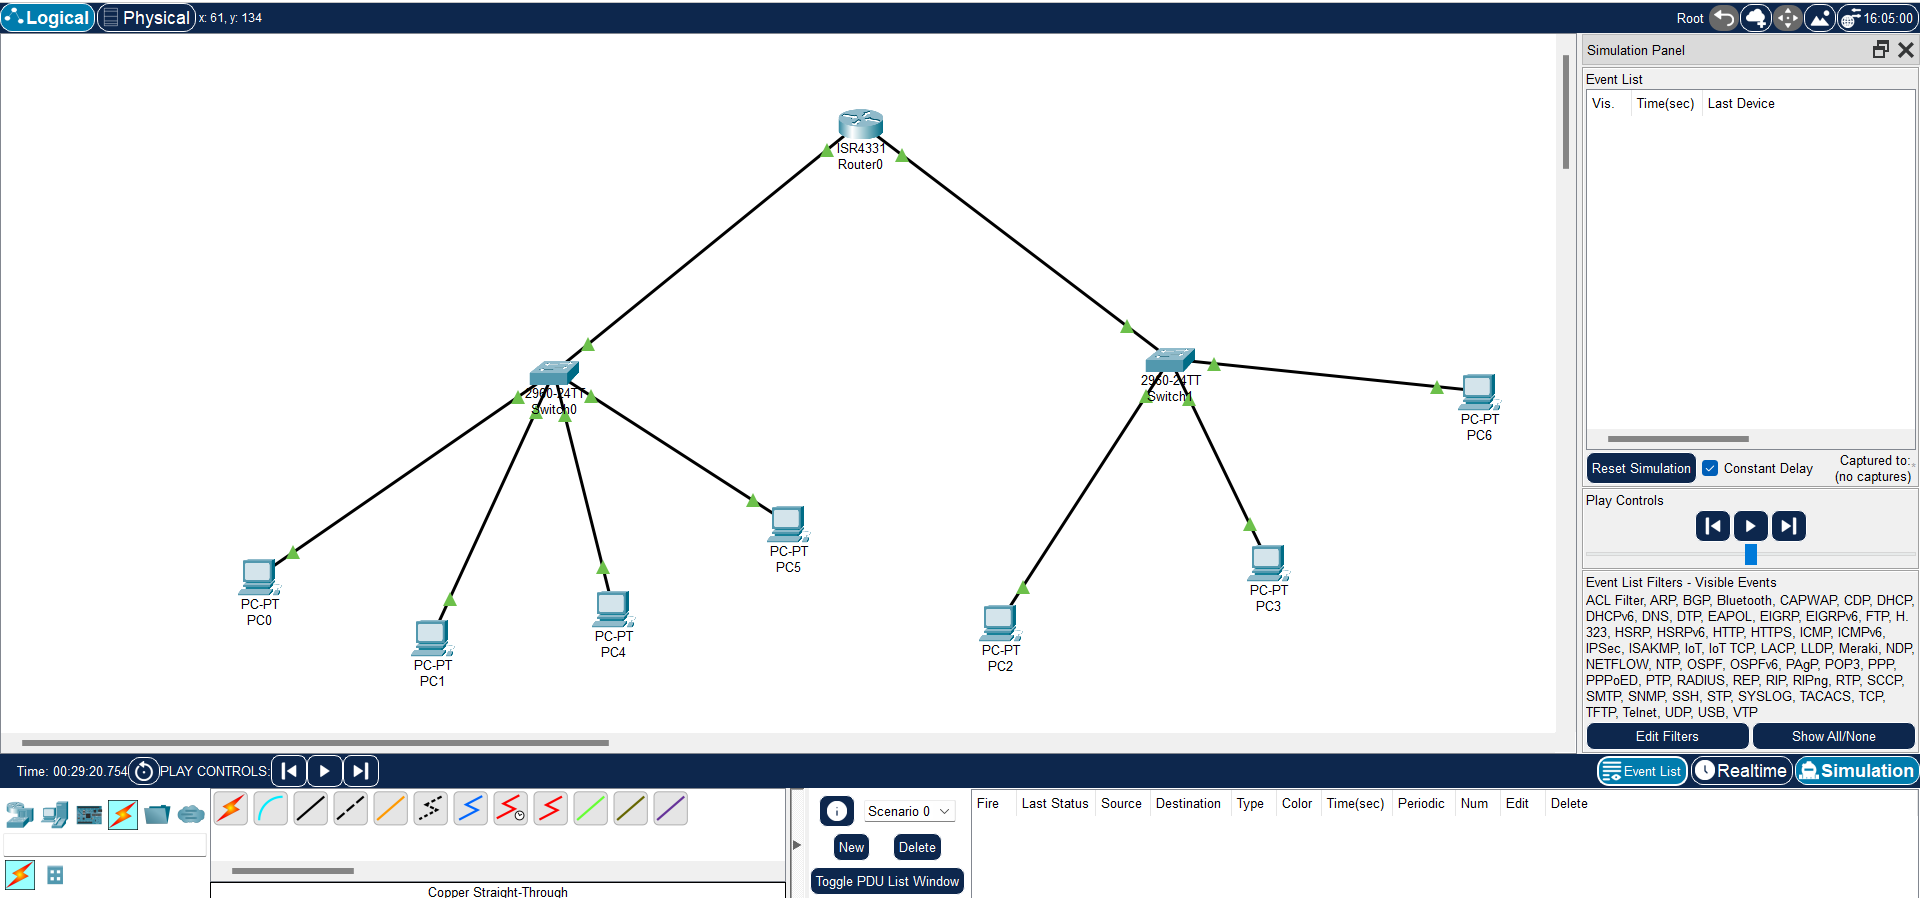 Logical
Physical
x: 61, y: 134
Root
16:05:00
Simulation Panel
Event List
Vis.
Time(sec)
Last Device
ISR4331
Router0
2960-24TT
Switch0
2960-24TT
Switch1
PC-PT
PC6
PC-PT
PC5
PC-PT
PC0
PC-PT
PC4
PC-PT
PC1
PC-PT
PC3
PC-PT
PC2
Reset Simulation
Constant Delay
Captured to:
(no captures)
Play Controls
Event List Filters - Visible Events
ACL Filter, ARP, BGP, Bluetooth, CAPWAP, CDP, DHCP,
DHCPv6, DNS, DTP, EAPOL, EIGRP, EIGRPv6, FTP, H.
323, HSRP, HSRPv6, HTTP, HTTPS, ICMP, ICMPv6,
IPSec, ISAKMP, IoT, IoT TCP, LACP, LLDP, Meraki, NDP,
NETFLOW, NTP, OSPF, OSPFv6, PAgP, POP3, PPP,
PPPoED, PTP, RADIUS, REP, RIP, RIPng, RTP, SCCP,
SMTP, SNMP, SSH, STP, SYSLOG, TACACS, TCP,
TFTP, Telnet, UDP, USB, VTP
Edit Filters
Show All/None
Time: 00:29:20.754
PLAY CONTROLS:
Event List
Realtime
Simulation
Scenario 0
New
Delete
Toggle PDU List Window
Fire
Last Status
Source
Destination
Type
Color
Time(sec)
Periodic
Num
Edit
Delete
Copper Straight-Through